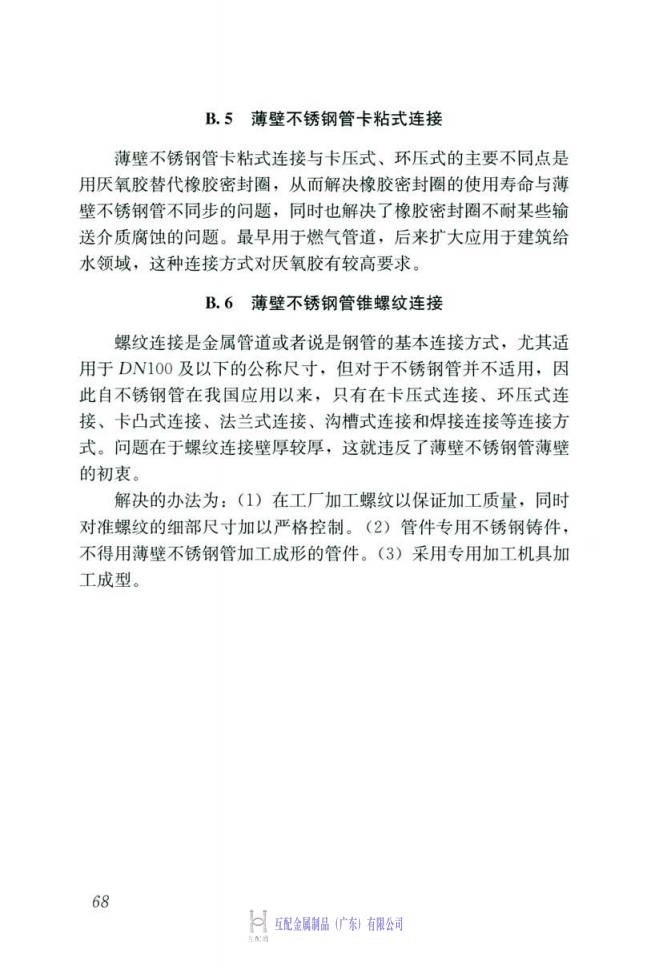 B.5 薄壁不锈钢管卡粘式连接
薄壁不锈钢管卡粘式连接与卡压式、环压式的主要不同点是
用厌氧胶替代橡胶密封圈，从而解决橡胶密封圈的使用寿命与薄
壁不锈钢管不同步的问题，同时也解决了橡胶密封圈不耐某些输
送介质腐蚀的问题。最早用于燃气管道，后来扩大应用于建筑给
水领域，这种连接方式对厌氧胶有较高要求。
B.6 薄壁不锈钢管锥螺纹连接
螺纹连接是金属管道或者说是钢管的基本连接方式，尤其适
用于 DN100 及以下的公称尺寸，但对于不锈钢管并不适用，因
此自不锈钢管在我国应用以来，只有在卡压式连接、环压式连
接、卡凸式连接、法兰式连接、沟槽式连接和焊接连接等连接方
式。问题在于螺纹连接壁厚较厚，这就违反了薄壁不锈钢管薄壁
的初衷。
解决的办法为：（1）在工厂加工螺纹以保证加工质量，同时
对准螺纹的细部尺寸加以严格控制。（2）管件专用不锈钢铸件，
不得用薄壁不锈钢管加工成形的管件。（3）采用专用加工机具加
工成型。
68
互配金属制品（广东）有限公司
互配通